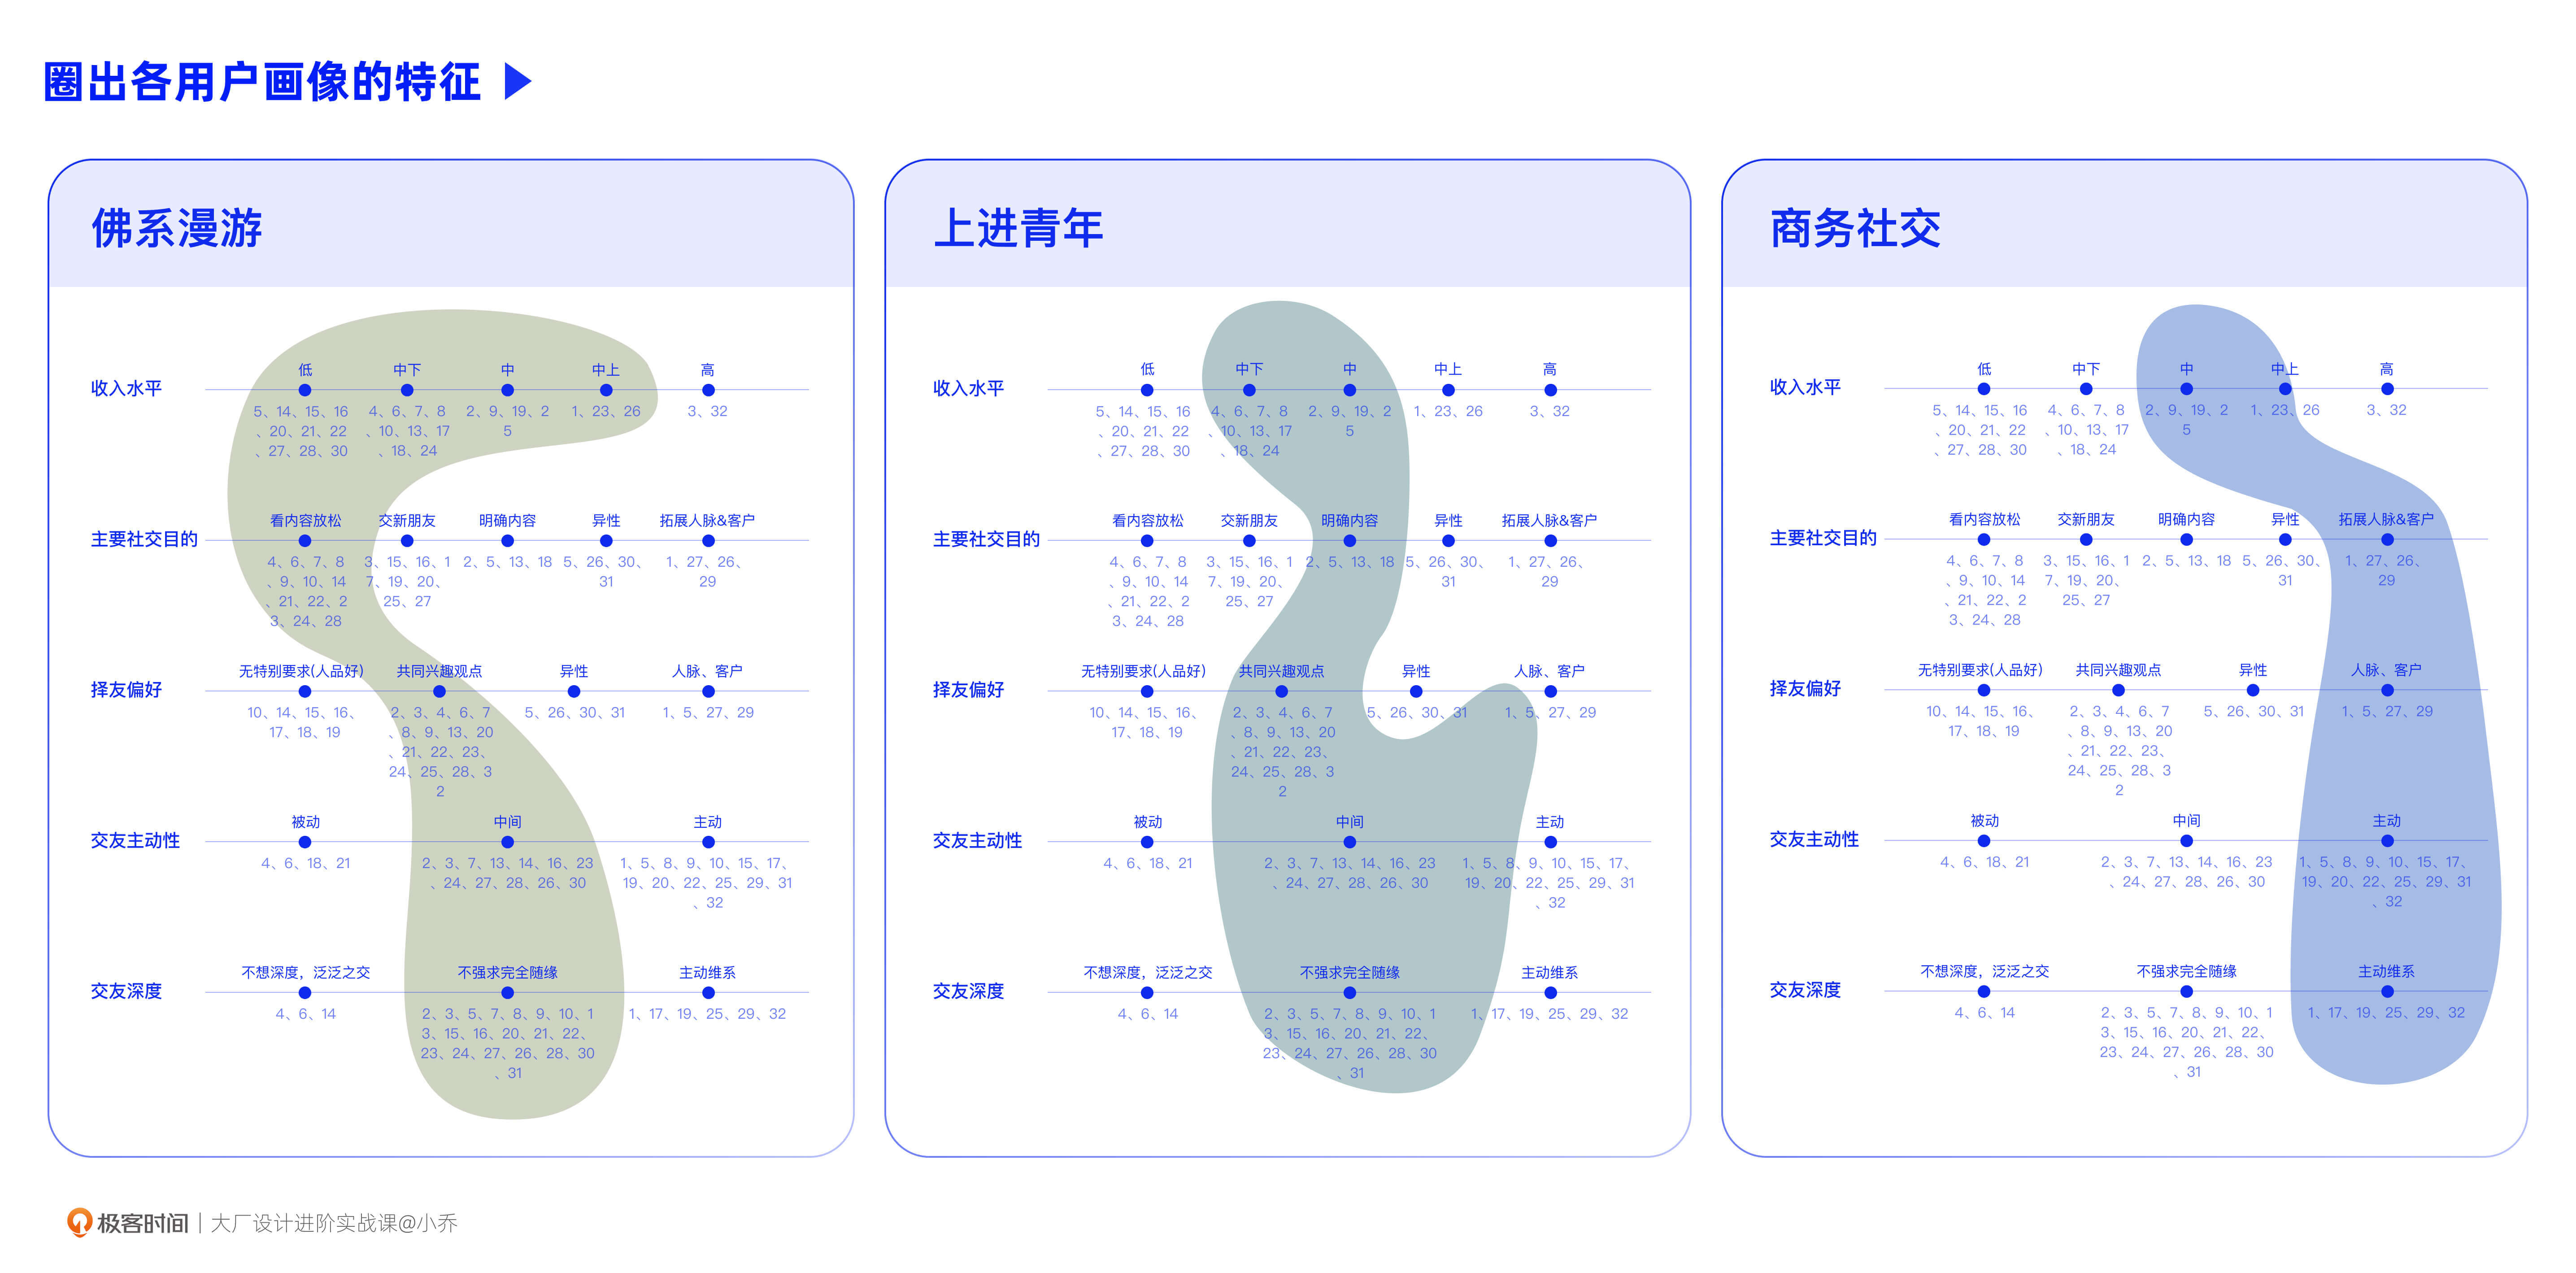 圈出各用户画像的特征
佛系漫游
收入水平
低 中下 中 中上 高
5、14、15、16 4、6、7、8 2、9、19、2 1、23、26 3、32
、20、21、22 、10、13、17 5
、27、28、30 、18、24
主要社交目的
看内容放松 交新朋友 明确内容 异性 拓展人脉&客户
4、6、7、8 3、15、16、1 2、5、13、18 5、26、30、 1、27、26、
、9、10、14 7、19、20、 31 29
、21、22、2 25、27
3、24、28
择友偏好
无特别要求(人品好) 共同兴趣观点 异性 人脉、客户
10、14、15、16、 2、3、4、6、7 5、26、30、31 1、5、27、29
17、18、19 、8、9、13、20
、21、22、23、
24、25、28、3
2
交友主动性
被动 中间 主动
4、6、18、21 2、3、7、13、14、16、23 1、5、8、9、10、15、17、
、24、27、28、26、30 19、20、22、25、29、31
、32
交友深度
不想深度，泛泛之交 不强求完全随缘 主动维系
4、6、14 2、3、5、7、8、9、10、1 1、17、19、25、29、32
3、15、16、20、21、22、
23、24、27、26、28、30
、31
上进青年
收入水平
低 中下 中 中上 高
5、14、15、16 4、6、7、8 2、9、19、2 1、23、26 3、32
、20、21、22 、10、13、17 5
、27、28、30 、18、24
主要社交目的
看内容放松 交新朋友 明确内容 异性 拓展人脉&客户
4、6、7、8 3、15、16、1 2、5、13、18 5、26、30、 1、27、26、
、9、10、14 7、19、20、 31 29
、21、22、2 25、27
3、24、28
择友偏好
无特别要求(人品好) 共同兴趣观点 异性 人脉、客户
10、14、15、16、 2、3、4、6、7 5、26、30、31 1、5、27、29
17、18、19 、8、9、13、20
、21、22、23、
24、25、28、3
2
交友主动性
被动 中间 主动
4、6、18、21 2、3、7、13、14、16、23 1、5、8、9、10、15、17、
、24、27、28、26、30 19、20、22、25、29、31
、32
交友深度
不想深度，泛泛之交 不强求完全随缘 主动维系
4、6、14 2、3、5、7、8、9、10、1 1、17、19、25、29、32
3、15、16、20、21、22、
23、24、27、26、28、30
、31
商务社交
收入水平
低 中下 中 中上 高
5、14、15、16 4、6、7、8 2、9、19、2 1、23、26 3、32
、20、21、22 、10、13、17 5
、27、28、30 、18、24
主要社交目的
看内容放松 交新朋友 明确内容 异性 拓展人脉&客户
4、6、7、8 3、15、16、1 2、5、13、18 5、26、30、 1、27、26、
、9、10、14 7、19、20、 31 29
、21、22、2 25、27
3、24、28
择友偏好
无特别要求(人品好) 共同兴趣观点 异性 人脉、客户
10、14、15、16、 2、3、4、6、7 5、26、30、31 1、5、27、29
17、18、19 、8、9、13、20
、21、22、23、
24、25、28、3
2
交友主动性
被动 中间 主动
4、6、18、21 2、3、7、13、14、16、23 1、5、8、9、10、15、17、
、24、27、28、26、30 19、20、22、25、29、31
、32
交友深度
不想深度，泛泛之交 不强求完全随缘 主动维系
4、6、14 2、3、5、7、8、9、10、1 1、17、19、25、29、32
3、15、16、20、21、22、
23、24、27、26、28、30
、31
极客时间 | 大厂设计进阶实战课@小乔